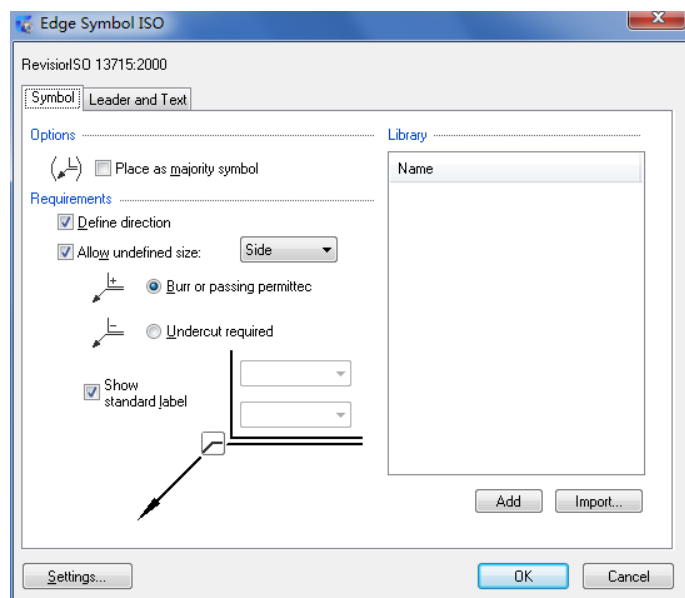 Edge Symbol ISO
RevisiorISO 13715:2000
Symbol
Leader and Text
Options
Library
Place as majority symbol
Name
Requirements
Define direction
Allow undefined size:
Side
Burr or passing permittec
Undercut required
Show
standard label
Add
Import...
Settings...
OK
Cancel